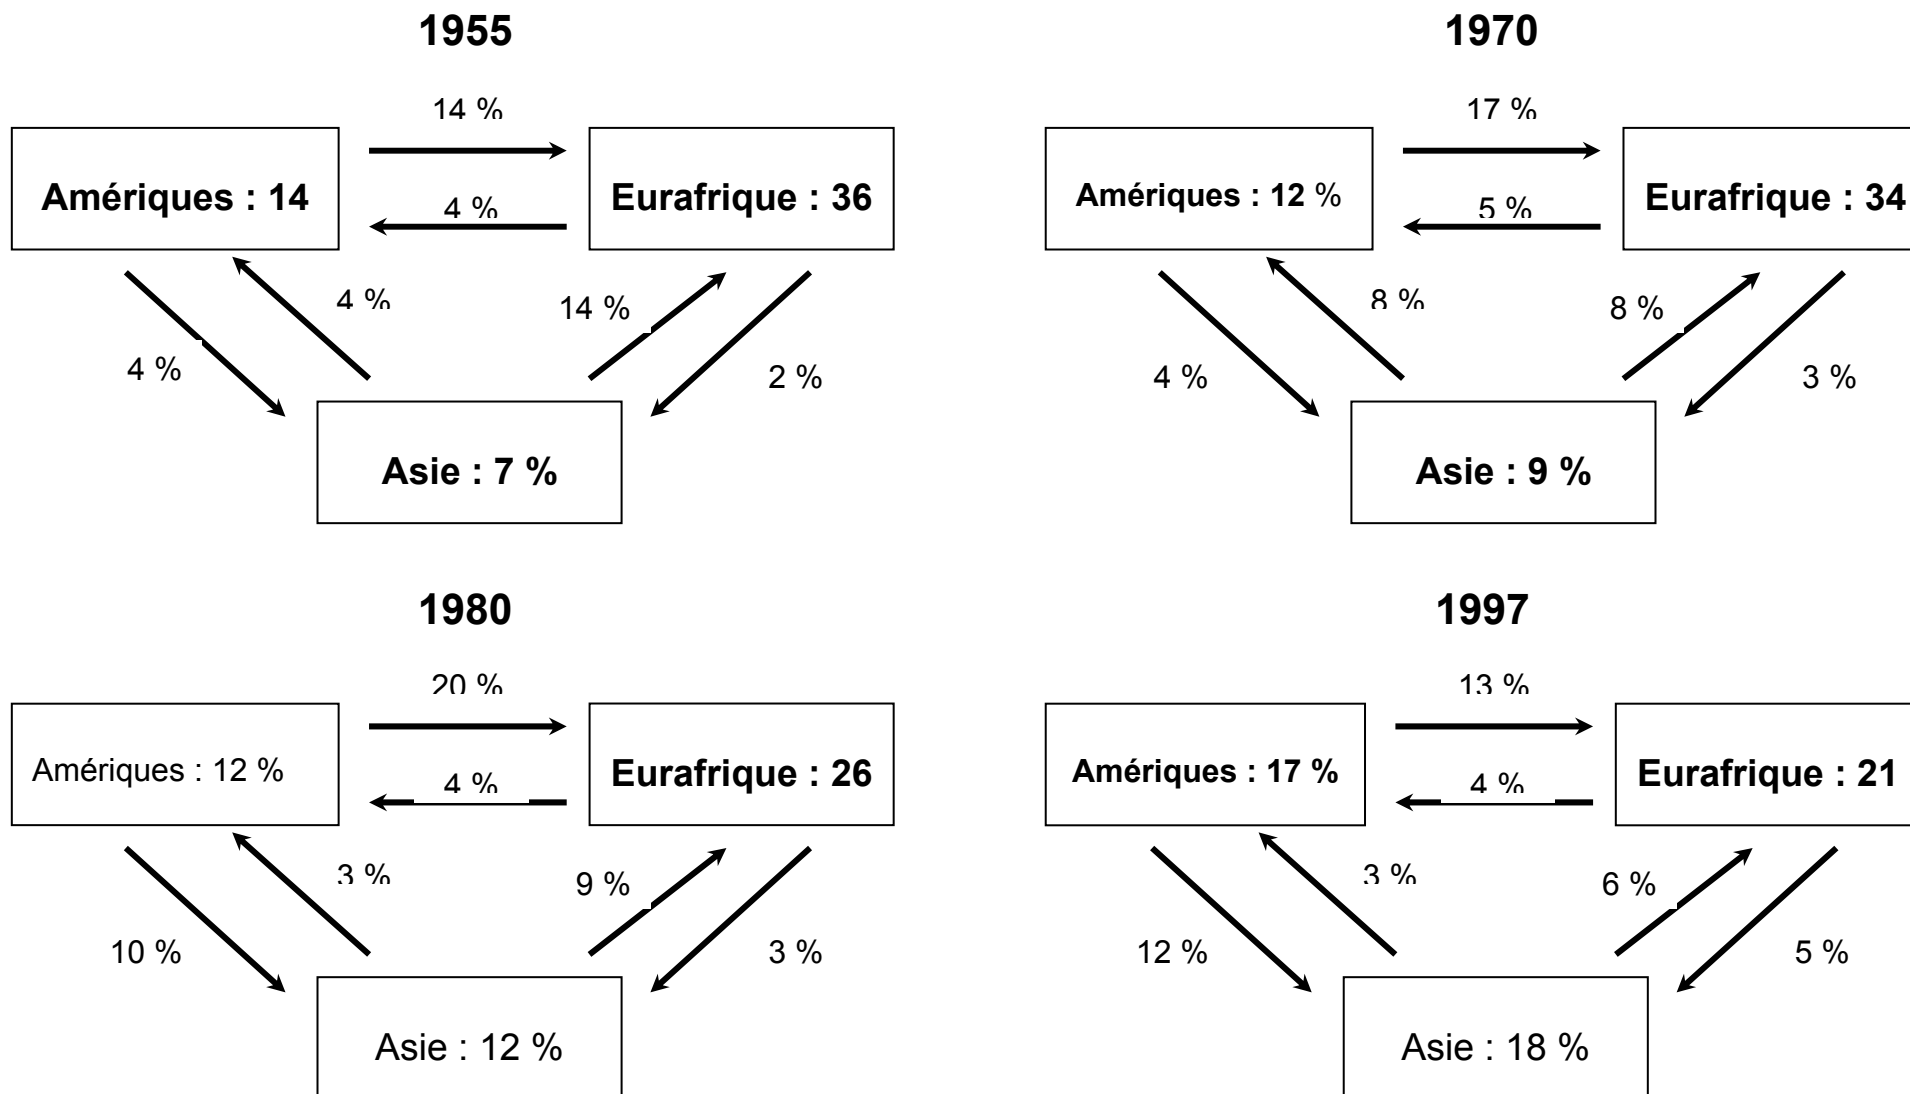 1955
14 %
Amériques : 14
4 %
Eurafrique : 36
4 %
14 %
4 %
2 %
Asie : 7 %
1970
17 %
Amériques : 12 %
5 %
Eurafrique : 34
8 %
8 %
4 %
3 %
Asie : 9 %
1980
20 %
Amériques : 12 %
4 %
Eurafrique : 26
3 %
9 %
10 %
3 %
Asie : 12 %
1997
13 %
Amériques : 17 %
4 %
Eurafrique : 21
3 %
6 %
12 %
5 %
Asie : 18 %